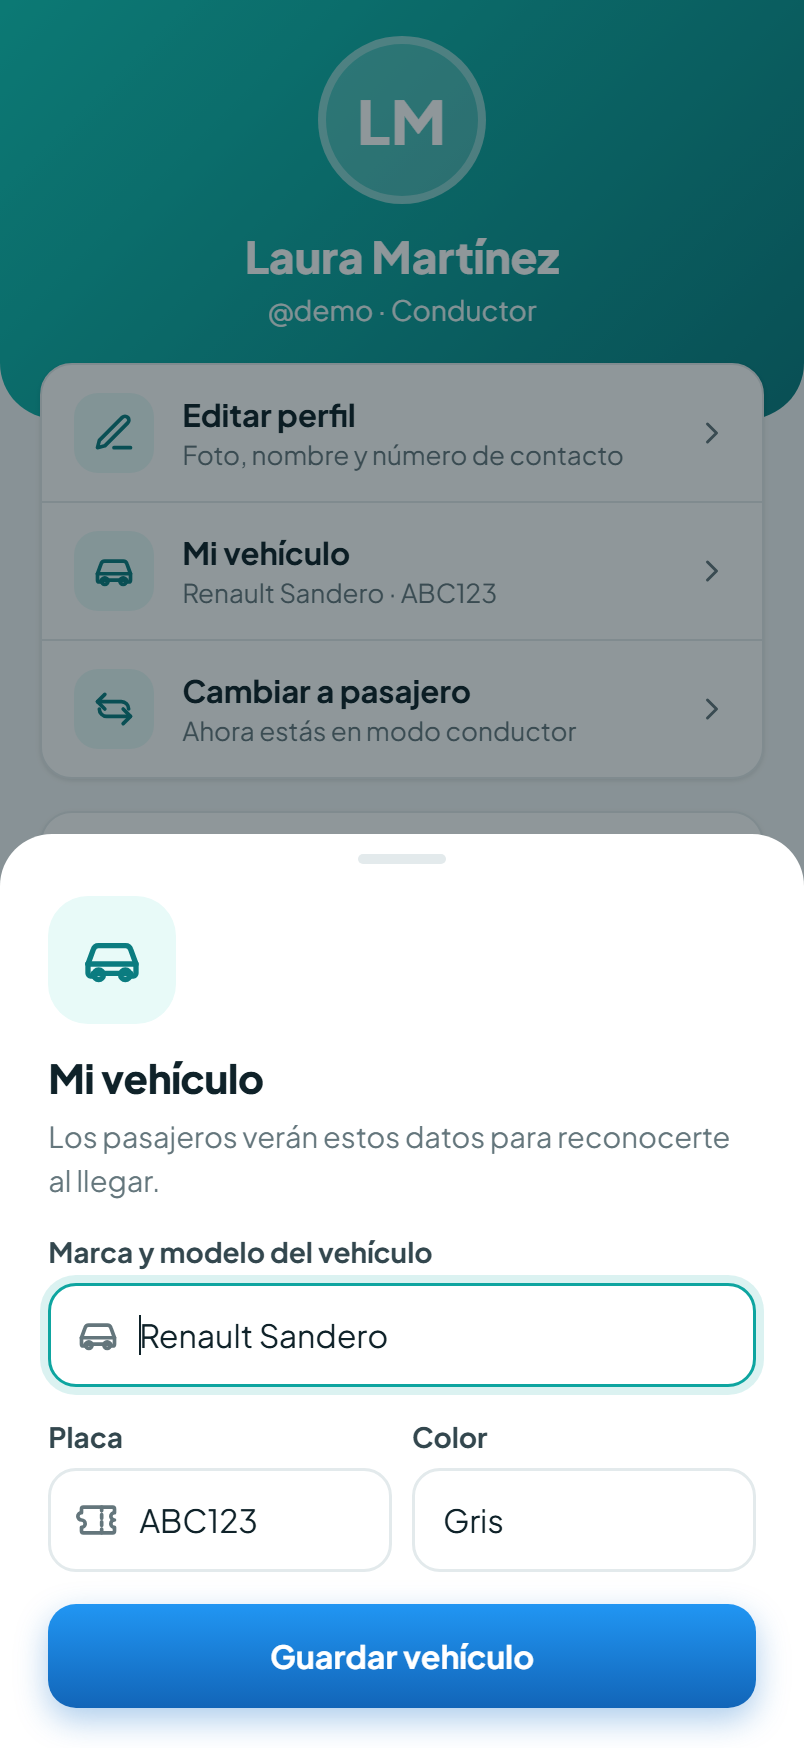 LM
Laura Martínez
@demo · Conductor
Editar perfil
Foto, nombre y número de contacto
Mi vehículo
Renault Sandero · ABC123
Cambiar a pasajero
Ahora estás en modo conductor
Mi vehículo
Los pasajeros verán estos datos para reconocerte
al llegar.
Marca y modelo del vehículo
Renault Sandero
Placa
Color
ABC123
Gris
Guardar vehículo